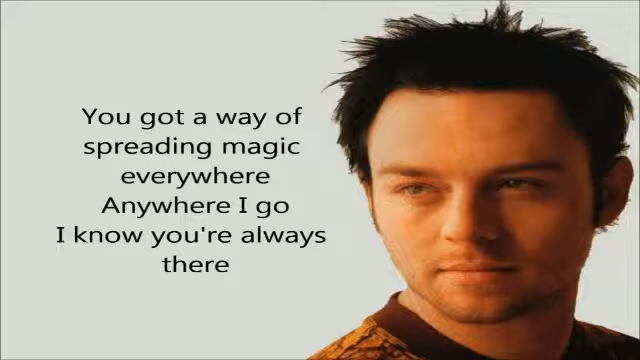 You got a way of
spreading magic
everywhere
Anywhere I go
I know you're always
there